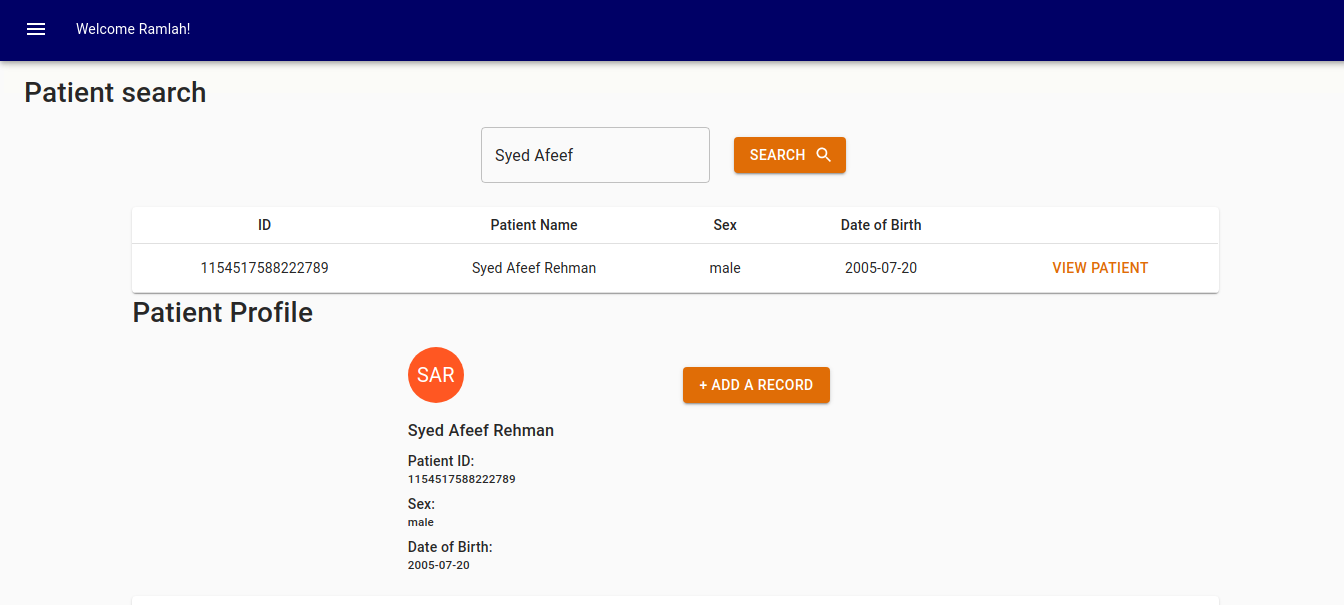 Welcome Ramlah!
Patient search
Syed Afeef
SEARCH
ID Patient Name Sex Date of Birth
1154517588222789 Syed Afeef Rehman male 2005-07-20 VIEW PATIENT
Patient Profile
SAR
+ ADD A RECORD
Syed Afeef Rehman
Patient ID:
1154517588222789
Sex:
male
Date of Birth:
2005-07-20